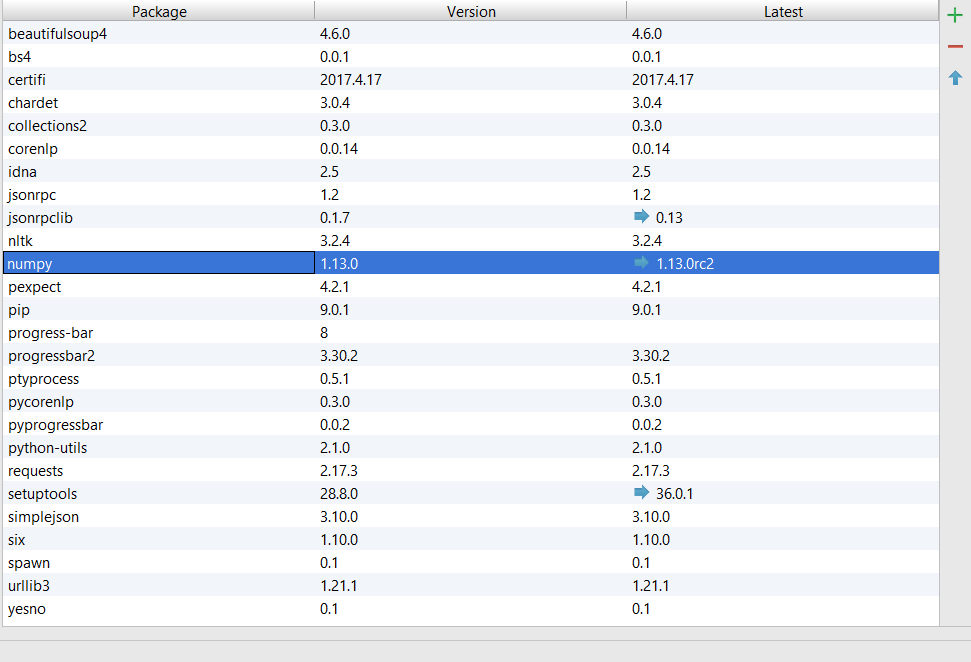 Package Version Latest
beautifulsoup4 4.6.0 4.6.0
bs4 0.0.1 0.0.1
certifi 2017.4.17 2017.4.17
chardet 3.0.4 3.0.4
collections2 0.3.0 0.3.0
corenlp 0.0.14 0.0.14
idna 2.5 2.5
jsonrpc 1.2 1.2
jsonrpclib 0.1.7 0.13
nltk 3.2.4 3.2.4
numpy 1.13.0 1.13.0rc2
pexpect 4.2.1 4.2.1
pip 9.0.1 9.0.1
progress-bar 8
progressbar2 3.30.2 3.30.2
ptyprocess 0.5.1 0.5.1
pycorenlp 0.3.0 0.3.0
pyprogressbar 0.0.2 0.0.2
python-utils 2.1.0 2.1.0
requests 2.17.3 2.17.3
setuptools 28.8.0 36.0.1
simplejson 3.10.0 3.10.0
six 1.10.0 1.10.0
spawn 0.1 0.1
urllib3 1.21.1 1.21.1
yesno 0.1 0.1